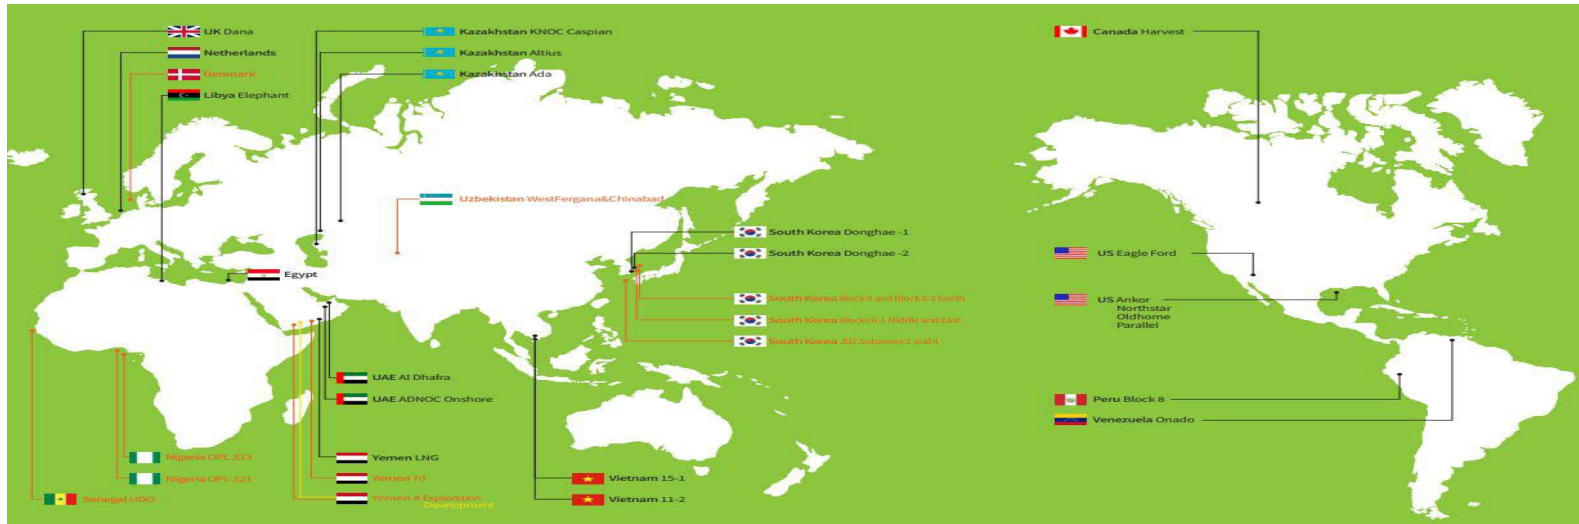 UK Dana
Netherlands
Denmark
Libya Elephant
Kazakhstan KNOC Caspian
Kazakhstan Altius
Kazakhstan Ada
Canada Harvest
Uzbekistan WestFergana&Chinabad
Egypt
South Korea Donghae -1
South Korea Donghae -2
South Korea Block 8 and Block 6-1 North
South Korea Blocks 6-1 Middle and East
South Korea JDZ Subzones 2 and 4
US Eagle Ford
US Ankor
Northstar
Oldhome
Parallel
UAE Al Dhafra
UAE ADNOC Onshore
Peru Block 8
Venezuela Onado
Nigeria OPL 323
Nigeria OPL 321
Senegal UDO
Yemen LNG
Yemen 70
Yemen 4 Exploration
Development
Vietnam 15-1
Vietnam 11-2